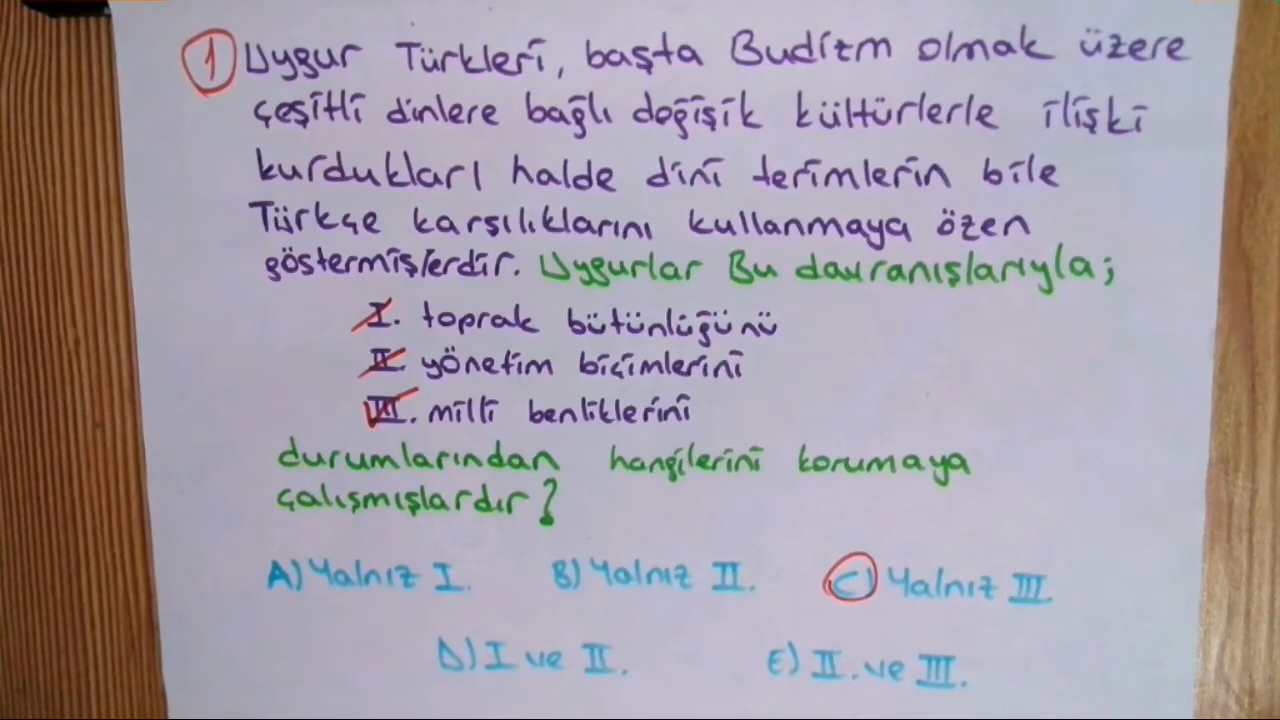 1 Uygur Türkleri, başta Budizm olmak üzere
çeşitli dinlere bağlı değişik kültürlerle ilişki
kurdukları halde dini terimlerin bile
Türkçe karşılıklarını kullanmaya özen
göstermişlerdir. Uygurlar Bu davranışlarıyla;
I. toprak bütünlüğünü
II. yönetim biçimlerini
III. milli benliklerini
durumlarından hangilerini korumaya
çalışmışlardır?
A) Yalnız I. B) Yalnız II. C) Yalnız III.
D) I ve II. E) II. ve III.